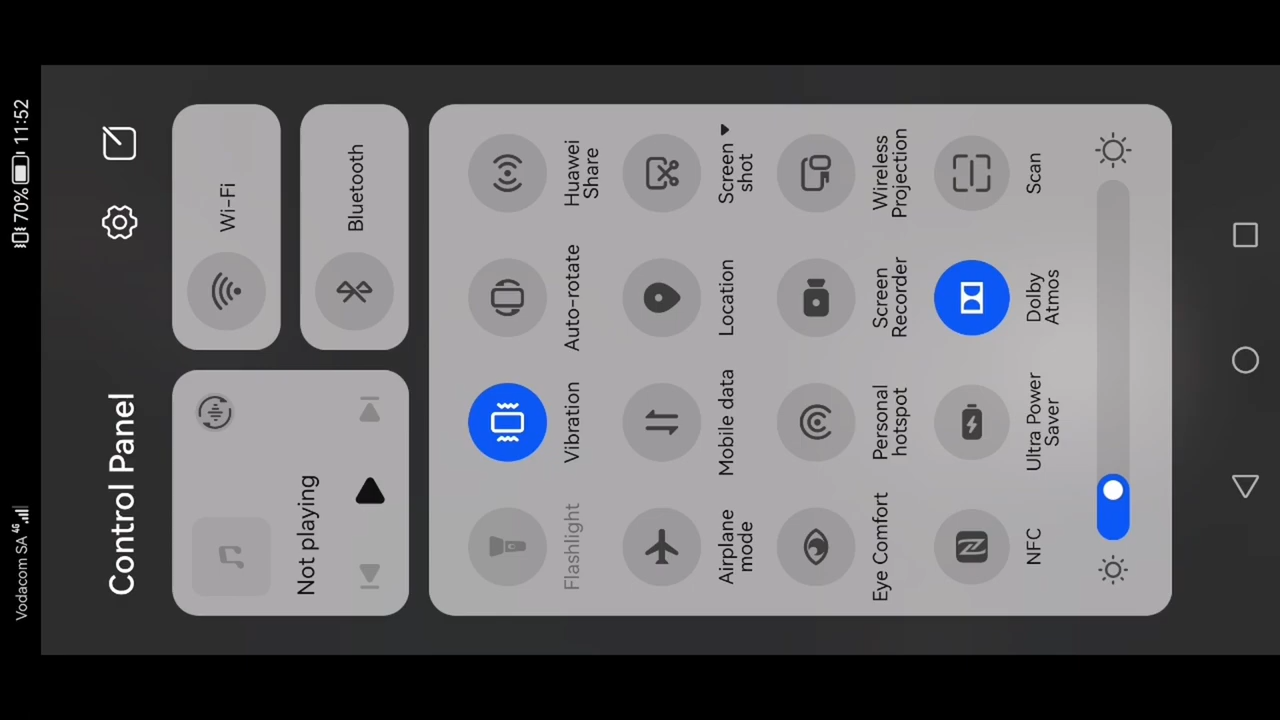 Vodacom SA 4G 70% 11:52
Control Panel
Not playing
Wi-Fi
Bluetooth
Flashlight
Vibration
Auto-rotate
Huawei
Share
Airplane
mode
Mobile data
Location
Screen
shot
Eye Comfort
Personal
hotspot
Screen
Recorder
Wireless
Projection
NFC
Ultra Power
Saver
Dolby
Atmos
Scan